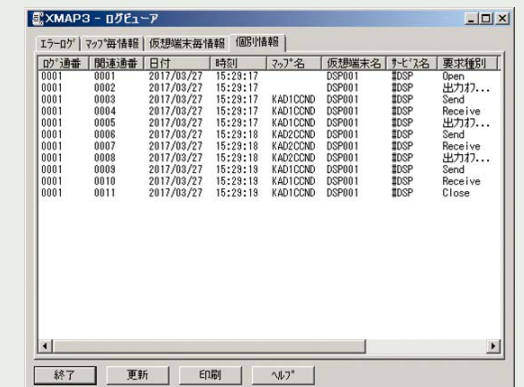 XMAP3 - ログビューア
エラーログ マップ毎情報 仮想端末毎情報 個別情報
ログ通番 関連通番 日付 時刻 マップ名 仮想端末名 サービス名 要求種別
0001 0001 2017/03/27 15:29:17 DSP001 #DSP Open
0001 0002 2017/03/27 15:29:17 DSP001 #DSP 出力オフ...
0001 0003 2017/03/27 15:29:17 KAD1CCND DSP001 #DSP Send
0001 0004 2017/03/27 15:29:17 KAD1CCND DSP001 #DSP Receive
0001 0005 2017/03/27 15:29:17 KAD1CCND DSP001 #DSP 出力オフ...
0001 0006 2017/03/27 15:29:18 KAD2CCND DSP001 #DSP Send
0001 0007 2017/03/27 15:29:18 KAD2CCND DSP001 #DSP Receive
0001 0008 2017/03/27 15:29:18 KAD2CCND DSP001 #DSP 出力オフ...
0001 0009 2017/03/27 15:29:19 KAD1CCND DSP001 #DSP Send
0001 0010 2017/03/27 15:29:19 KAD1CCND DSP001 #DSP Receive
0001 0011 2017/03/27 15:29:19 KAD1CCND DSP001 #DSP Close
終了 更新 印刷 ヘルプ